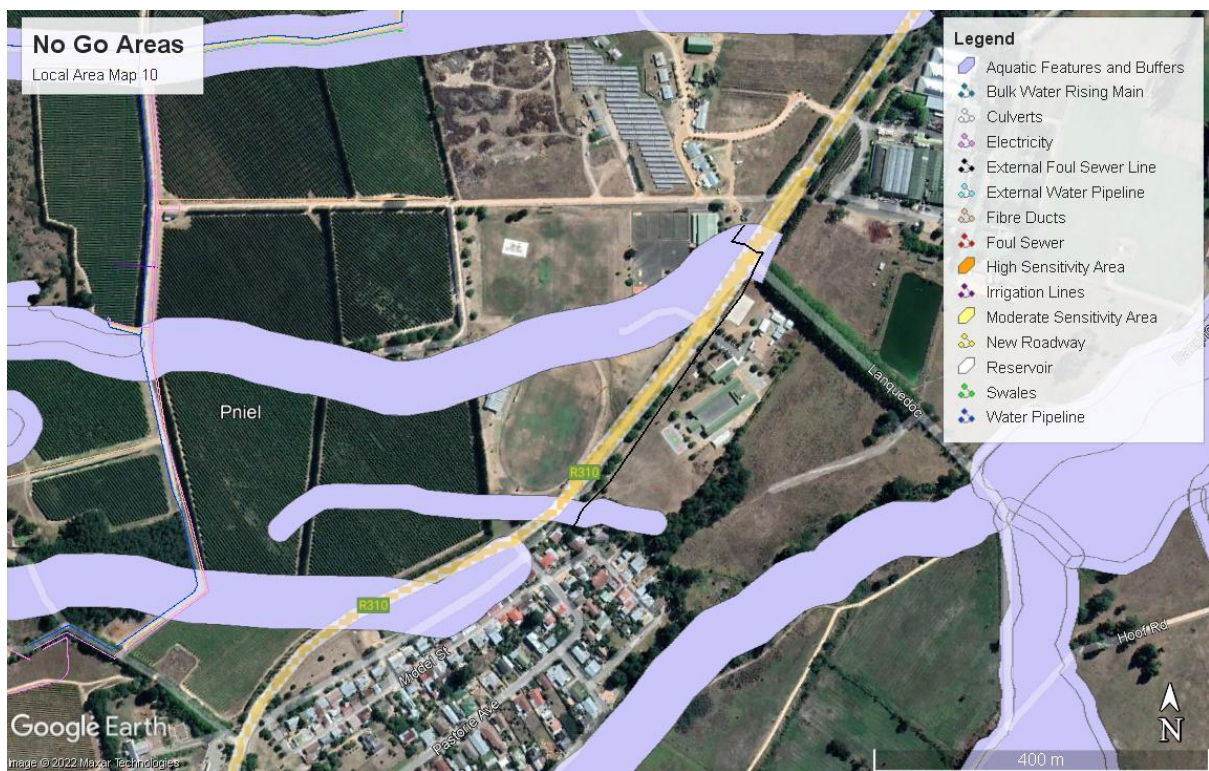 No Go Areas
Local Area Map 10
Legend
Aquatic Features and Buffers
Bulk Water Rising Main
Culverts
Electricity
External Foul Sewer Line
External Water Pipeline
Fibre Ducts
Foul Sewer
High Sensitivity Area
Irrigation Lines
Moderate Sensitivity Area
New Roadway
Reservoir
Swales
Water Pipeline
Lanquedoc
Pniel
R310
R310
Hoof Rd
Middel St
Pastorie Ave
Google Earth
Image © 2022 Maxar Technologies
N
400 m